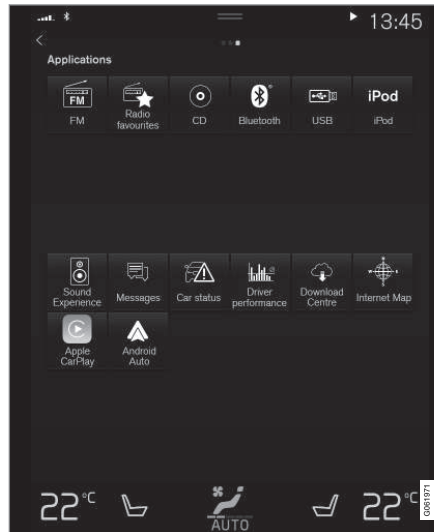 13:45
Applications
FM
FM
Radio
favourites
CD
Bluetooth
USB
iPod
iPod
Sound
Experience
Messages
Car status
Driver
performance
Download
Centre
Internet Map
Apple
CarPlay
Android
Auto
22°C
AUTO
22°C
G061971